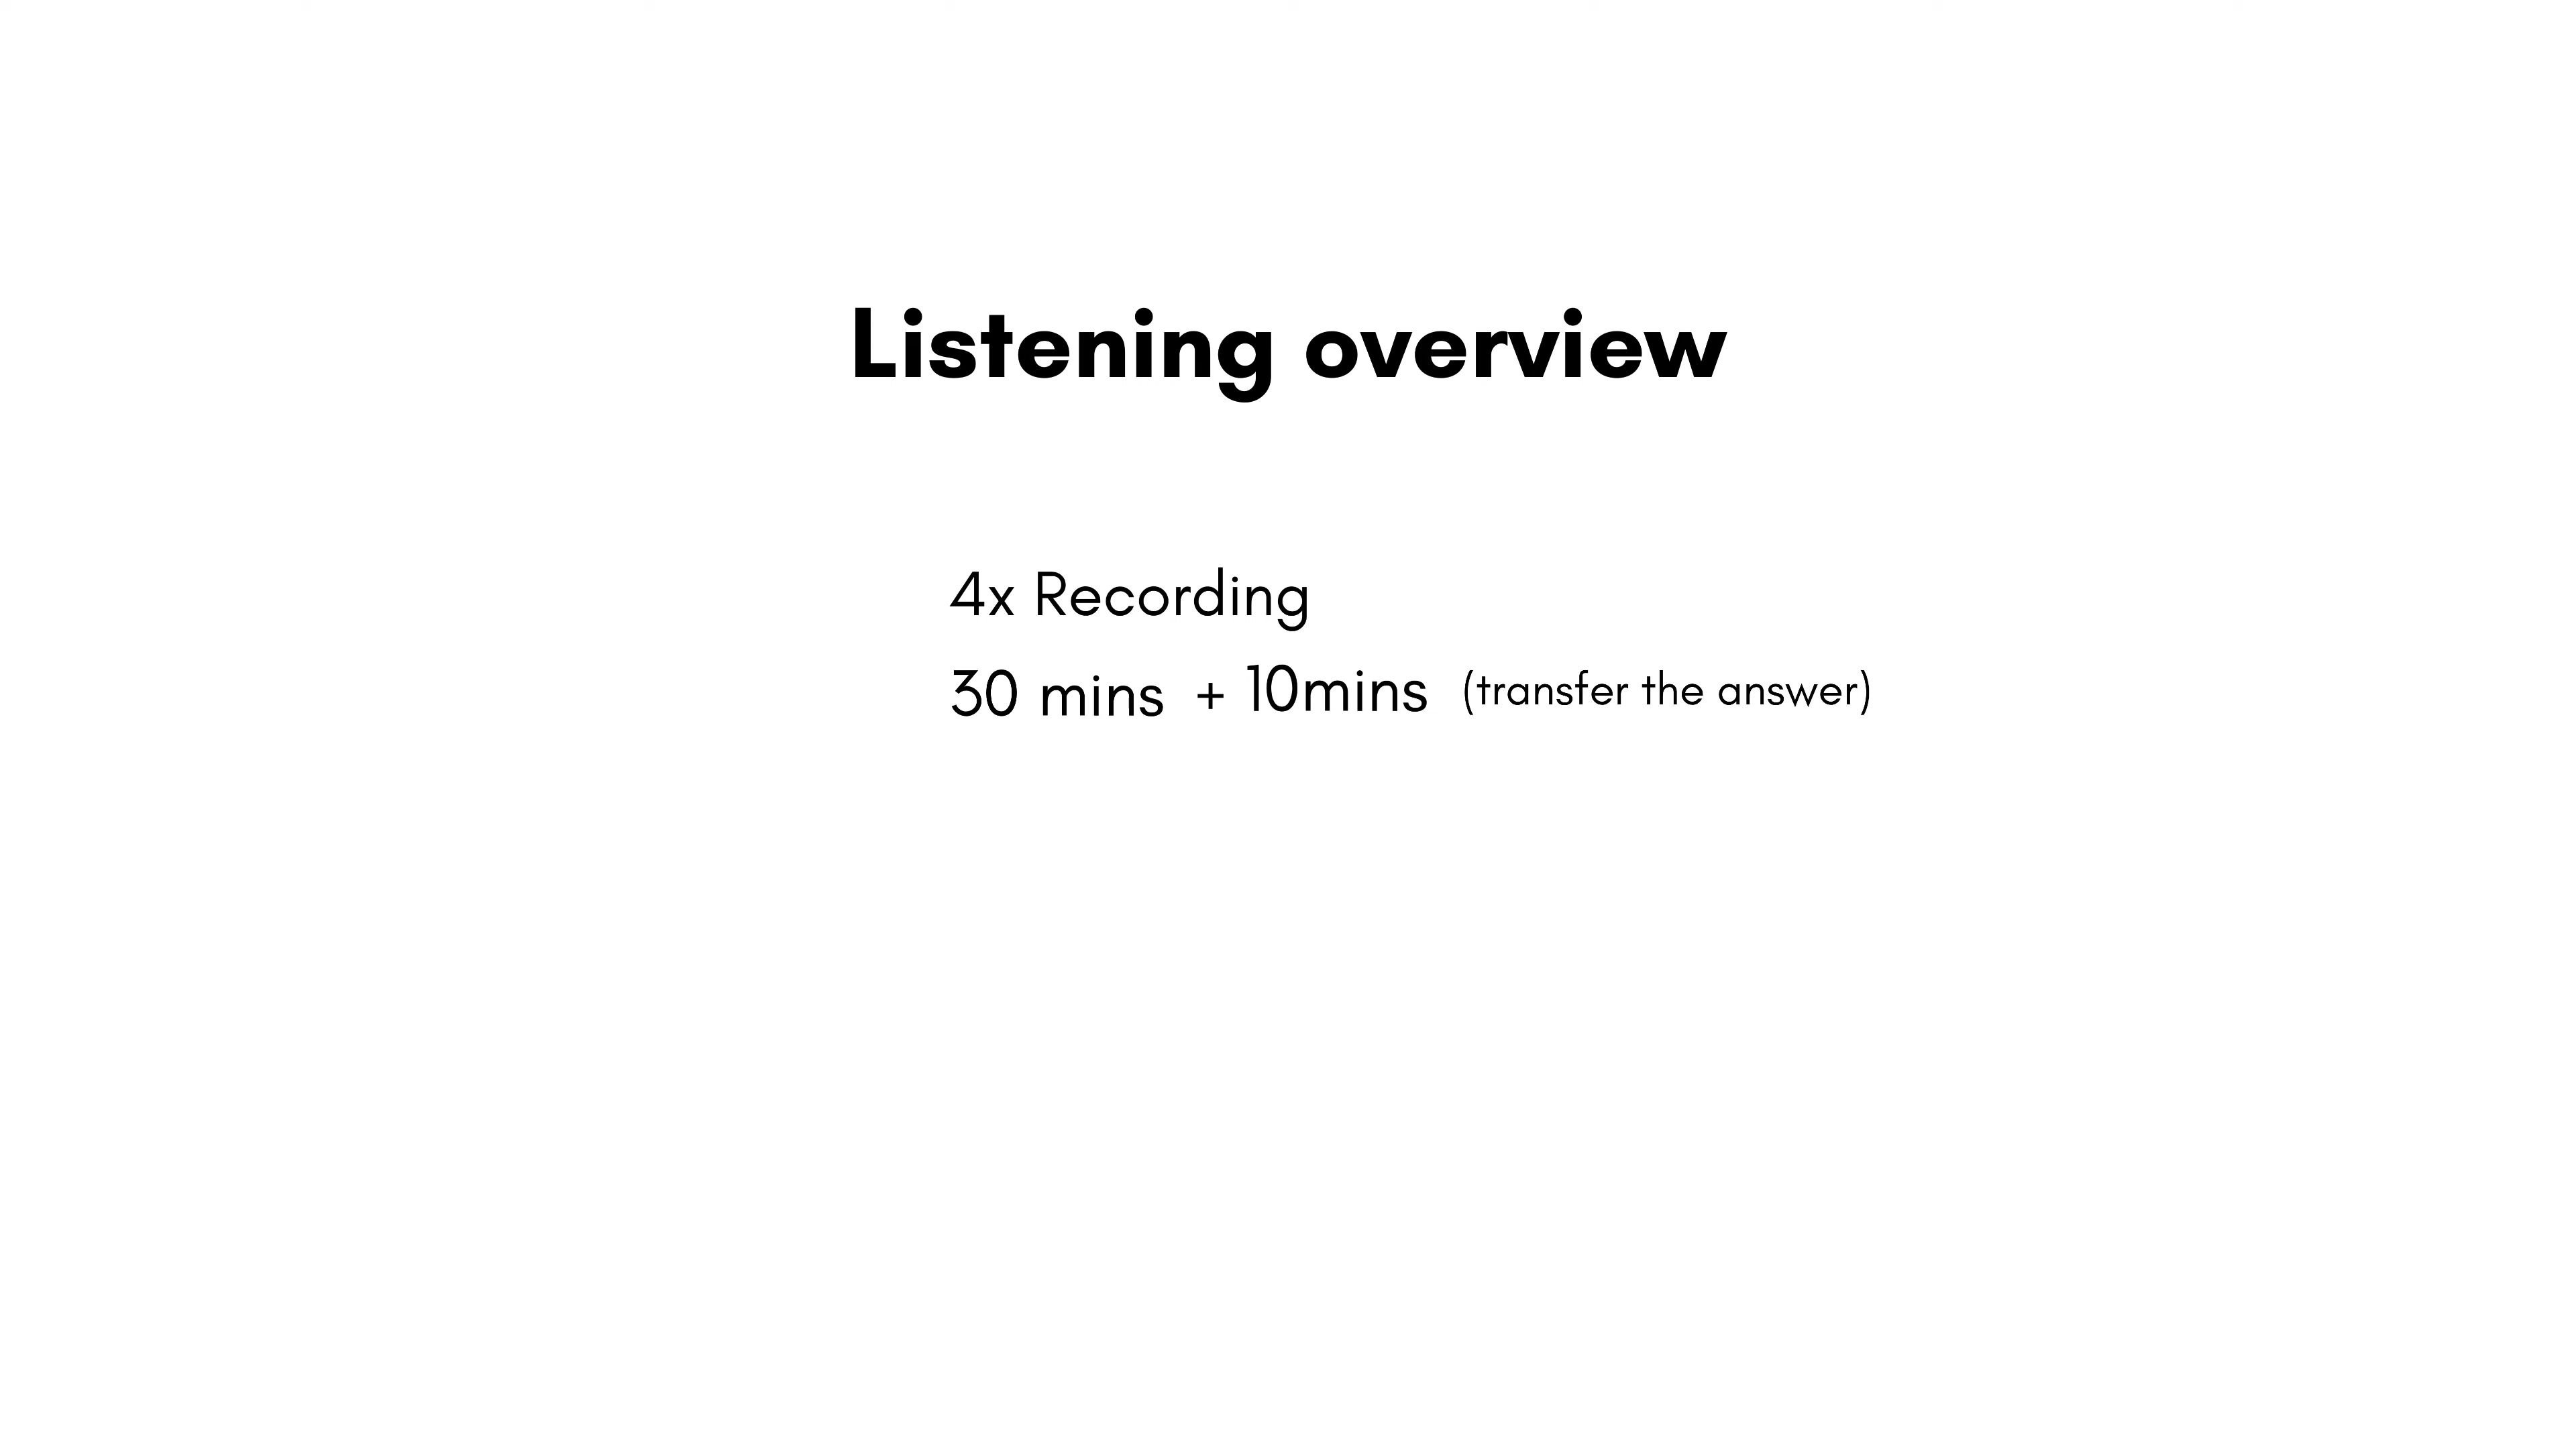 Listening overview
4x Recording
30 mins + 10mins (transfer the answer)